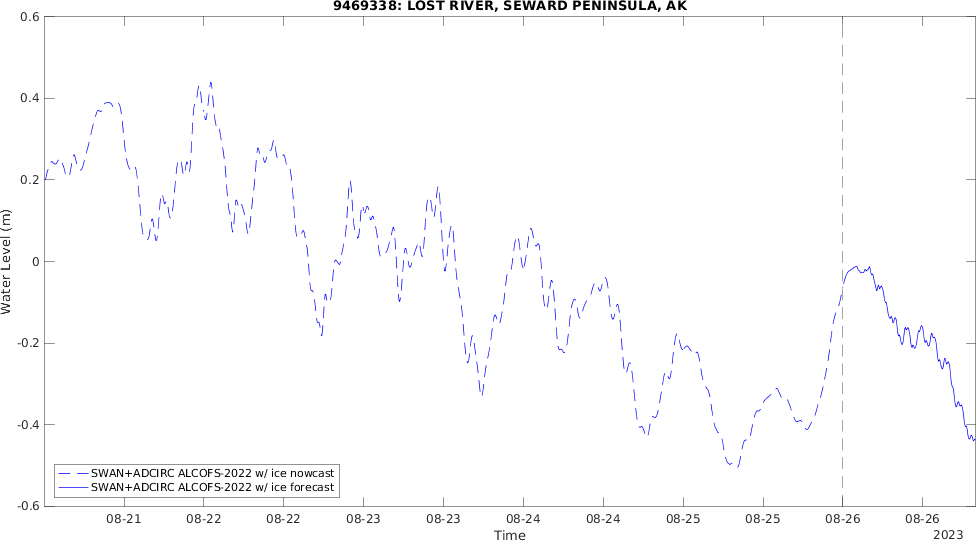 9469338: LOST RIVER, SEWARD PENINSULA, AK
0.6
0.4
0.2
0
-0.2
-0.4
-0.6
Water Level (m)
SWAN+ADCIRC ALCOFS-2022 w/ ice nowcast
SWAN+ADCIRC ALCOFS-2022 w/ ice forecast
08-21 08-22 08-22 08-23 08-23 08-24 08-24 08-25 08-25 08-26 08-26
Time
2023